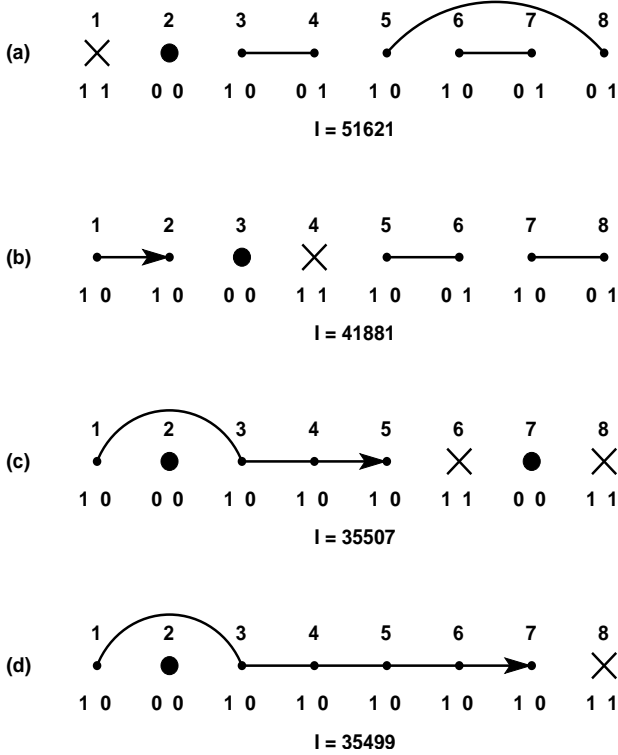 1 2 3 4 5 6 7 8
(a)
1 1 0 0 1 0 0 1 1 0 1 0 0 1 0 1
I = 51621
1 2 3 4 5 6 7 8
(b)
1 0 1 0 0 0 1 1 1 0 0 1 1 0 0 1
I = 41881
1 2 3 4 5 6 7 8
(c)
1 0 0 0 1 0 1 0 1 0 1 1 0 0 1 1
I = 35507
1 2 3 4 5 6 7 8
(d)
1 0 0 0 1 0 1 0 1 0 1 0 1 0 1 1
I = 35499